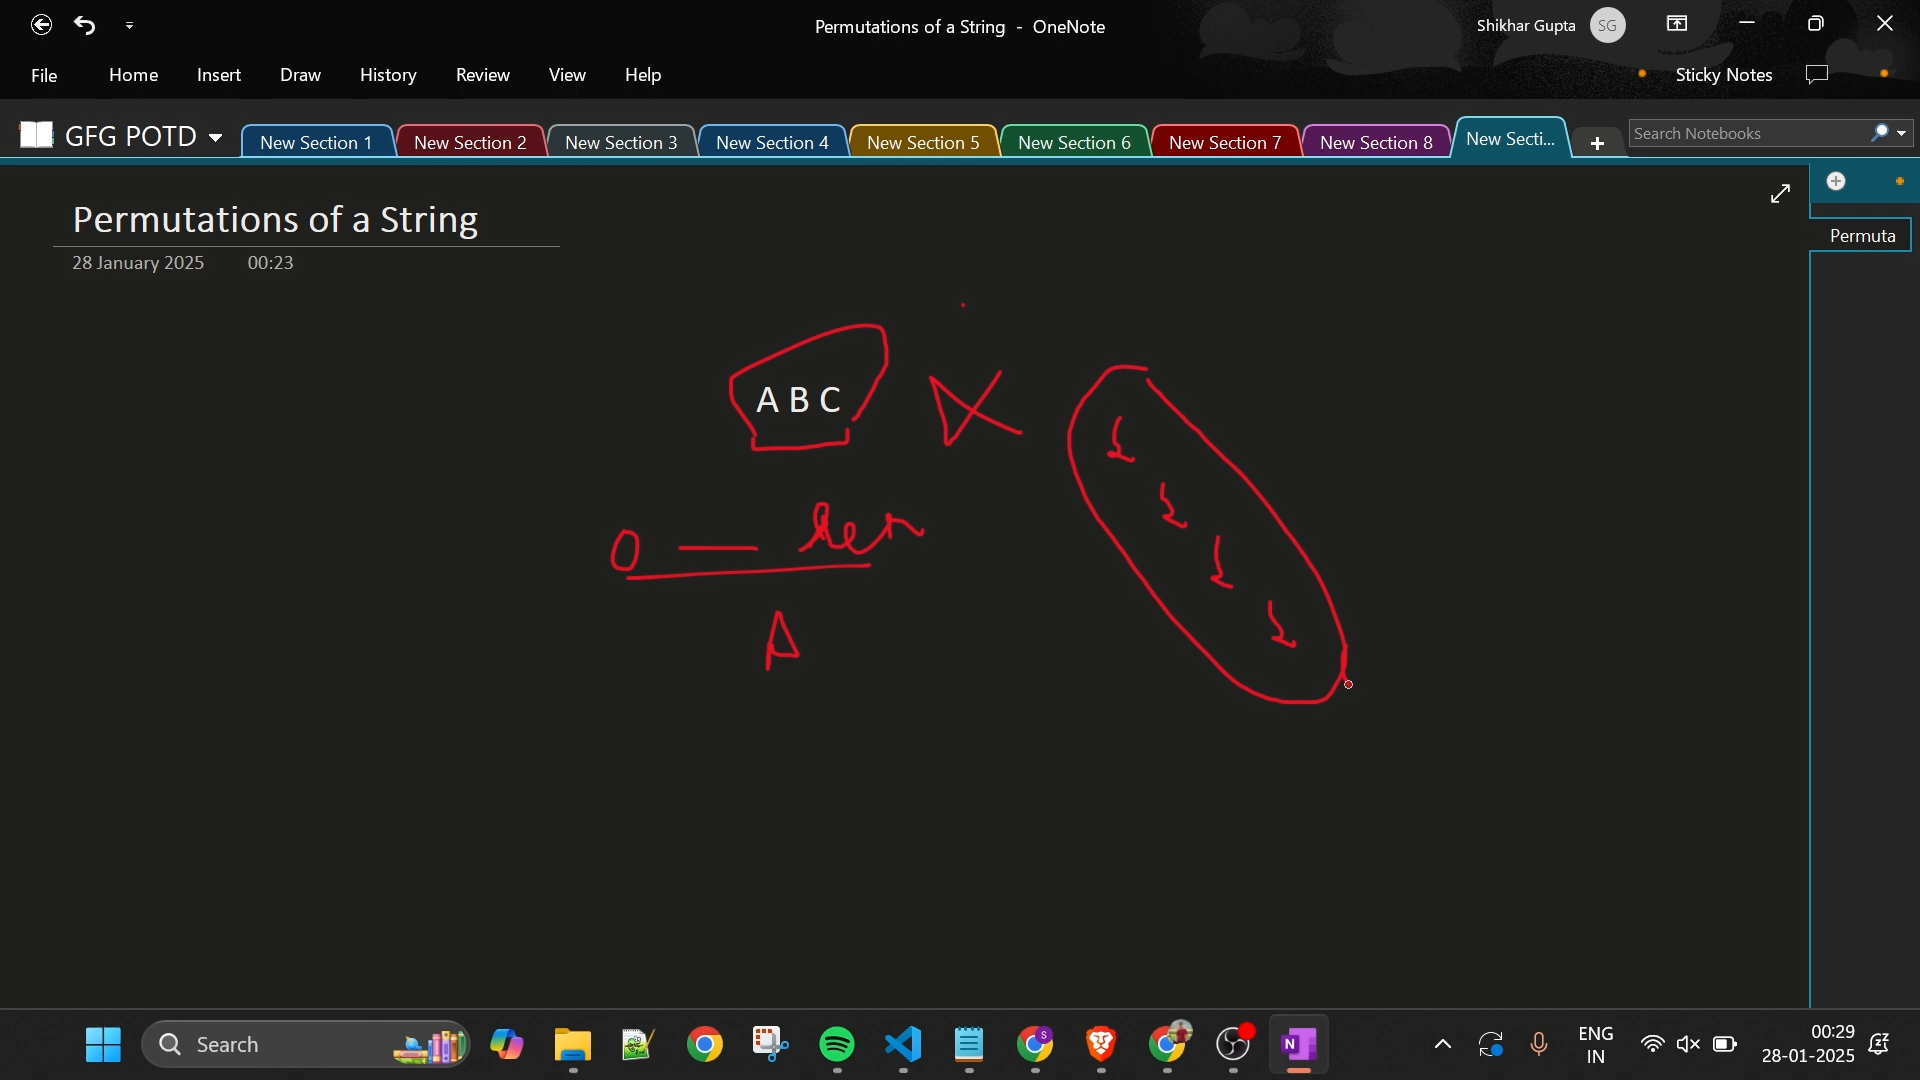 Permutations of a String - OneNote
Shikhar Gupta SG
File Home Insert Draw History Review View Help
Sticky Notes
GFG POTD
New Section 1 New Section 2 New Section 3 New Section 4 New Section 5 New Section 6 New Section 7 New Section 8 New Secti...
Search Notebooks
Permutations of a String
Permuta
28 January 2025 00:23
A B C
0 — len
A
Search
S
N
ENG
IN
00:29
28-01-2025